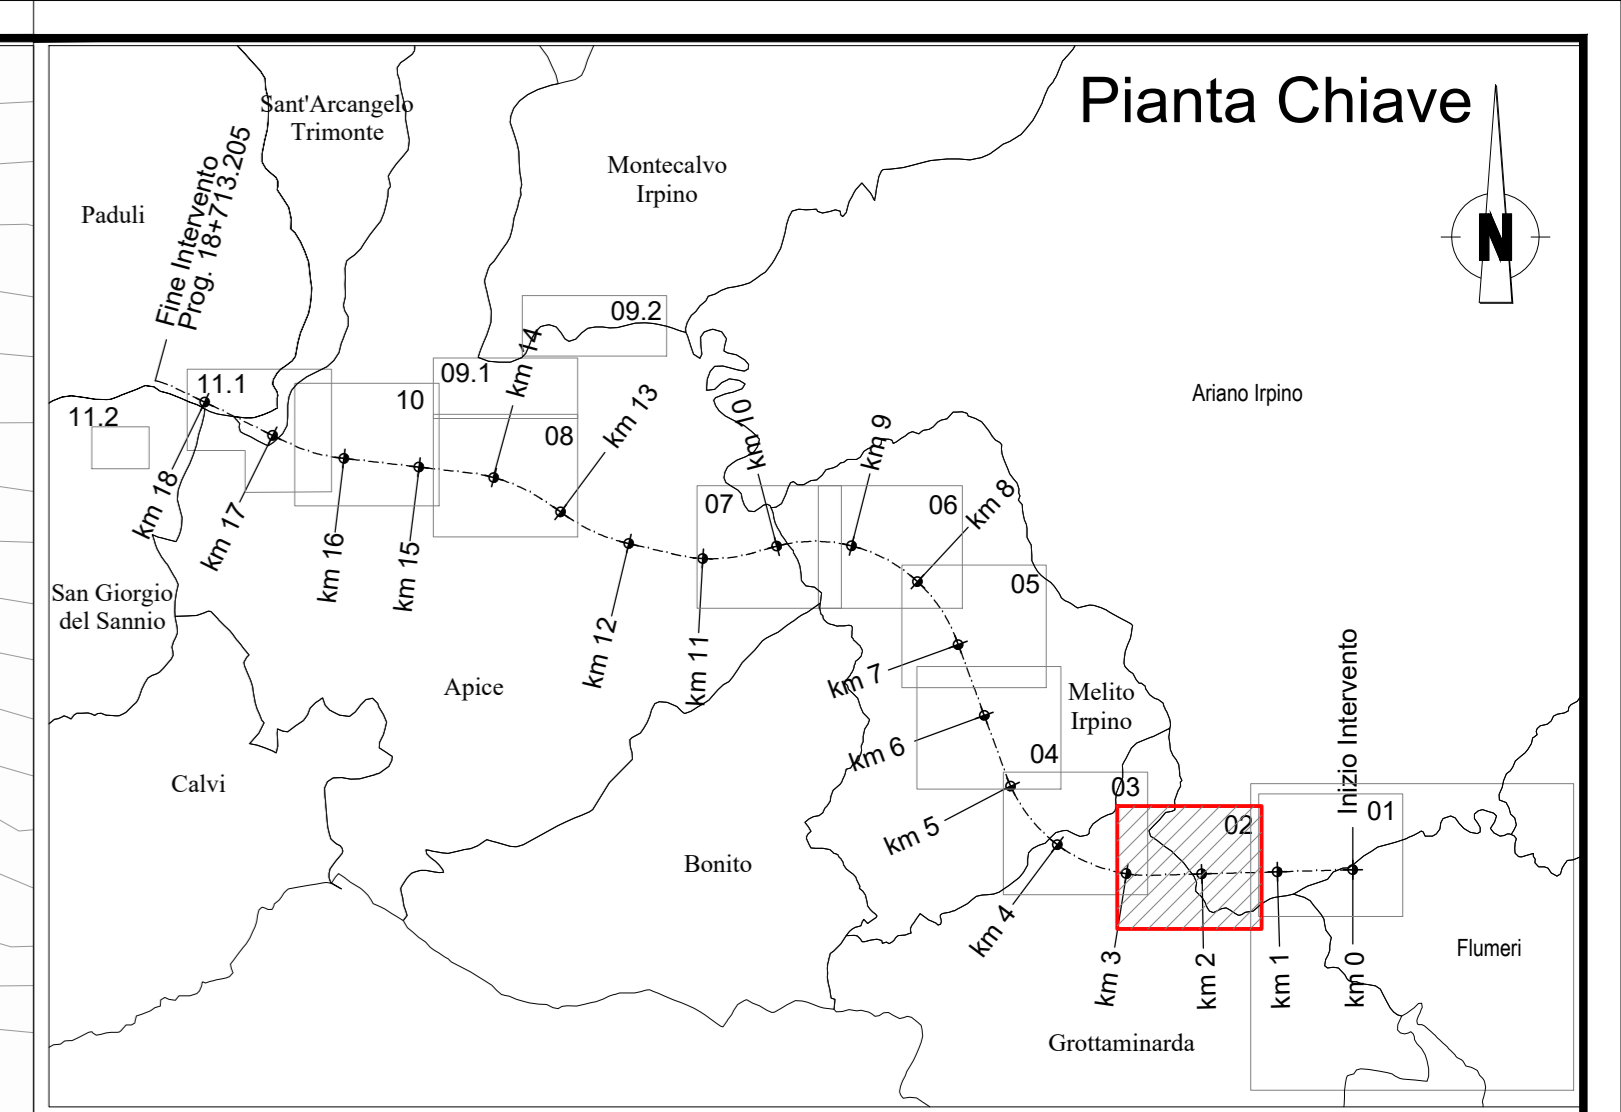 Pianta Chiave
N
Sant'Arcangelo
Trimonte
Montecalvo
Irpino
Paduli
Fine Intervento
Prog. 18+713.205
09.2
km 14
09.1
11.1
10
11.2
08
km 13
Ariano Irpino
km 10
km 9
km 18
km 17
km 16
km 15
07
06
km 8
05
San Giorgio
del Sannio
km 12
km 11
Apice
km 7
Melito
Irpino
km 6
04
Inizio Intervento
Calvi
03
02
01
km 5
Bonito
km 4
km 3
km 2
km 1
km 0
Flumeri
Grottaminarda